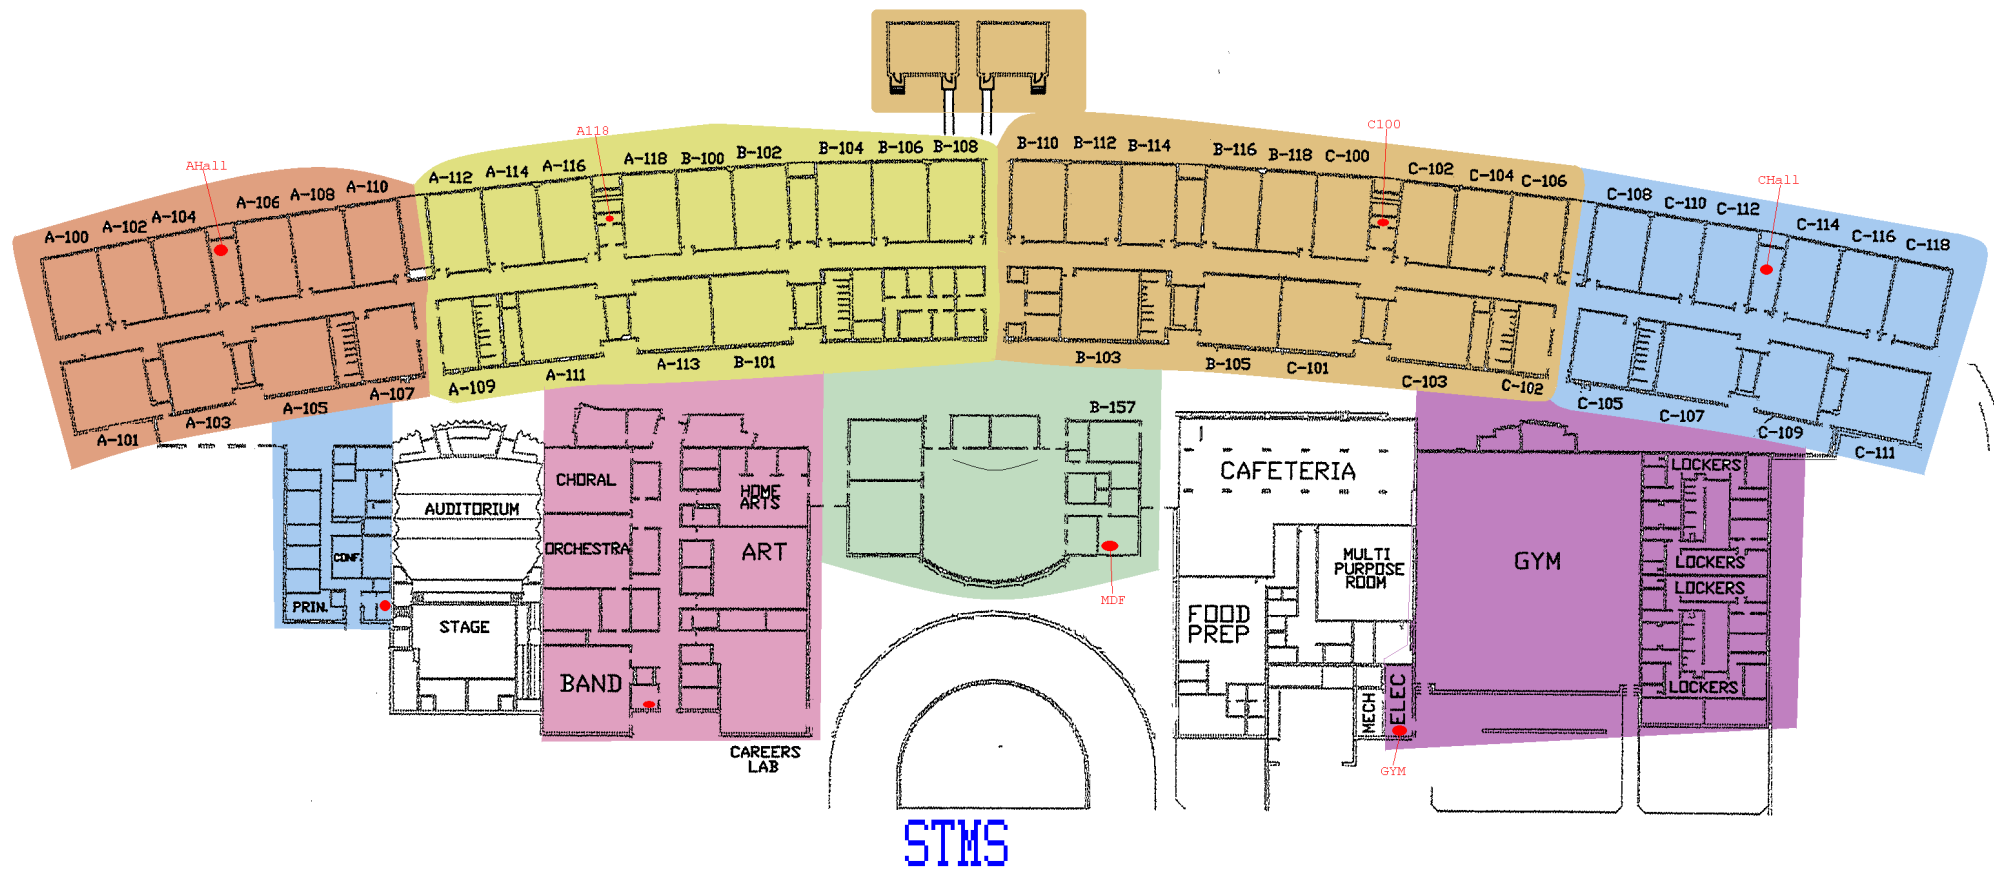 A-100
A-102
A-104
A-106
A-108
A-110
A-112
A-114
A-116
A-118
B-100
B-102
B-104
B-106
B-108
B-110
B-112
B-114
B-116
B-118
C-100
C-102
C-104
C-106
C-108
C-110
C-112
C-114
C-116
C-118
AHall
A118
C100
CHall
A-101
A-103
A-105
A-107
A-109
A-111
A-113
B-101
B-103
B-105
C-101
C-103
C-102
C-105
C-107
C-109
C-111
B-157
PRIN.
CONF.
AUDITORIUM
STAGE
CHORAL
ORCHESTRA
BAND
HOME
ARTS
ART
CAREERS
LAB
MDF
CAFETERIA
MULTI
PURPOSE
ROOM
FOOD
PREP
MECH
ELEC
GYM
GYM
LOCKERS
LOCKERS
LOCKERS
LOCKERS
STMS